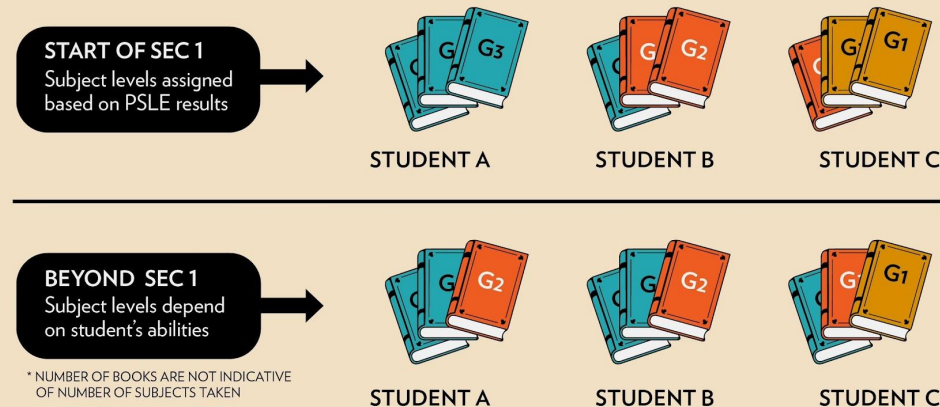 START OF SEC 1
Subject levels assigned
based on PSLE results
G
G3
G
G2
G
G1
STUDENT A
STUDENT B
STUDENT C
BEYOND SEC 1
Subject levels depend
on student's abilities
G
G2
G
G2
G
G1
* NUMBER OF BOOKS ARE NOT INDICATIVE
OF NUMBER OF SUBJECTS TAKEN
STUDENT A
STUDENT B
STUDENT C